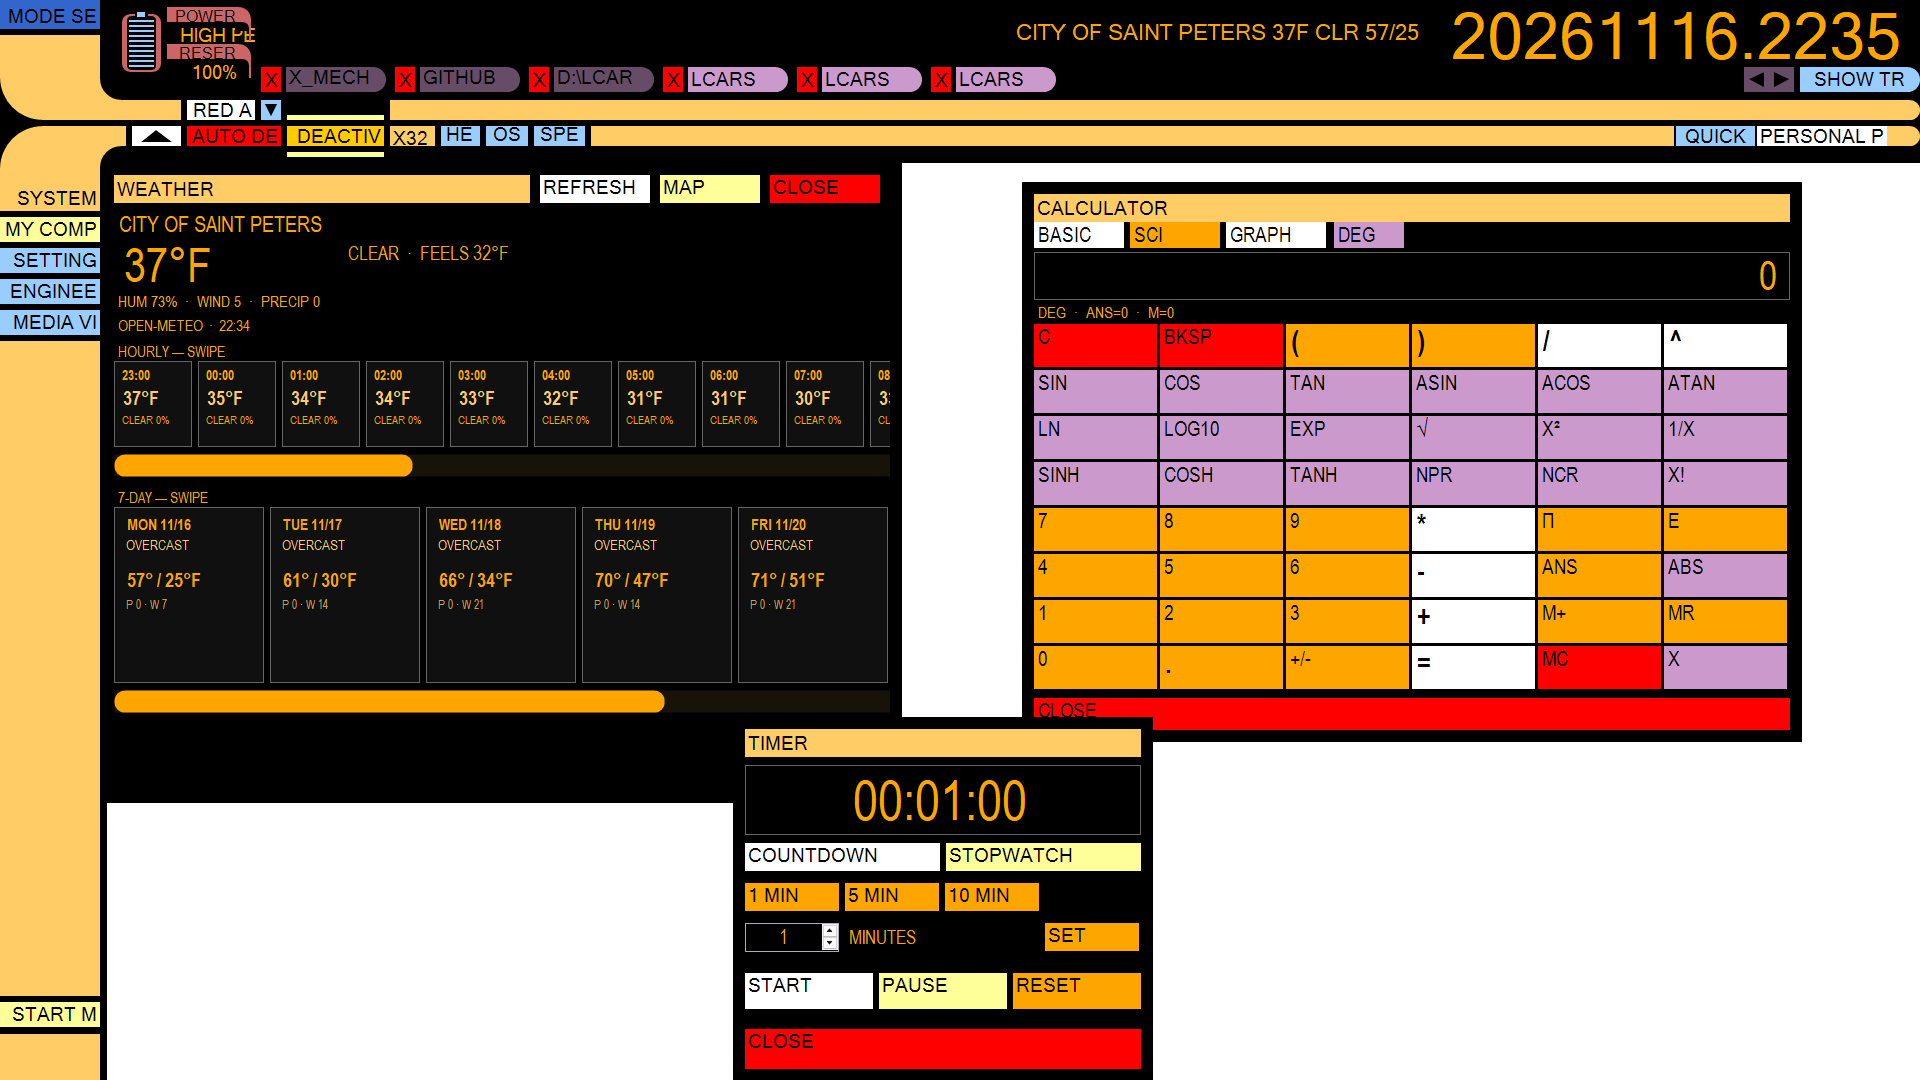 MODE SE
POWER
HIGH PE
RESER
100%
CITY OF SAINT PETERS 37F CLR 57/25
20261116.2235
X X_MECH
X GITHUB
X D:\LCAR
X LCARS
X LCARS
X LCARS
SHOW TR
RED A
AUTO DE
DEACTIV
X32
HE
OS
SPE
QUICK
PERSONAL P
SYSTEM
MY COMP
SETTING
ENGINEE
MEDIA VI
START M
WEATHER
REFRESH
MAP
CLOSE
CITY OF SAINT PETERS
37°F
CLEAR · FEELS 32°F
HUM 73% · WIND 5 · PRECIP 0
OPEN-METEO · 22:34
HOURLY — SWIPE
23:00 00:00 01:00 02:00 03:00 04:00 05:00 06:00 07:00 08
37°F 35°F 34°F 34°F 33°F 32°F 31°F 31°F 30°F 3
CLEAR 0% CLEAR 0% CLEAR 0% CLEAR 0% CLEAR 0% CLEAR 0% CLEAR 0% CLEAR 0% CLEAR 0% CL
7-DAY — SWIPE
MON 11/16 TUE 11/17 WED 11/18 THU 11/19 FRI 11/20
OVERCAST OVERCAST OVERCAST OVERCAST OVERCAST
57° / 25°F 61° / 30°F 66° / 34°F 70° / 47°F 71° / 51°F
P 0 · W 7 P 0 · W 14 P 0 · W 21 P 0 · W 14 P 0 · W 21
CALCULATOR
BASIC SCI GRAPH DEG
0
DEG · ANS=0 · M=0
C BKSP ( ) / ^
SIN COS TAN ASIN ACOS ATAN
LN LOG10 EXP √ X² 1/X
SINH COSH TANH NPR NCR X!
7 8 9 * Π E
4 5 6 - ANS ABS
1 2 3 + M+ MR
0 . +/- = MC X
CLOSE
TIMER
00:01:00
COUNTDOWN STOPWATCH
1 MIN 5 MIN 10 MIN
1 MINUTES SET
START PAUSE RESET
CLOSE